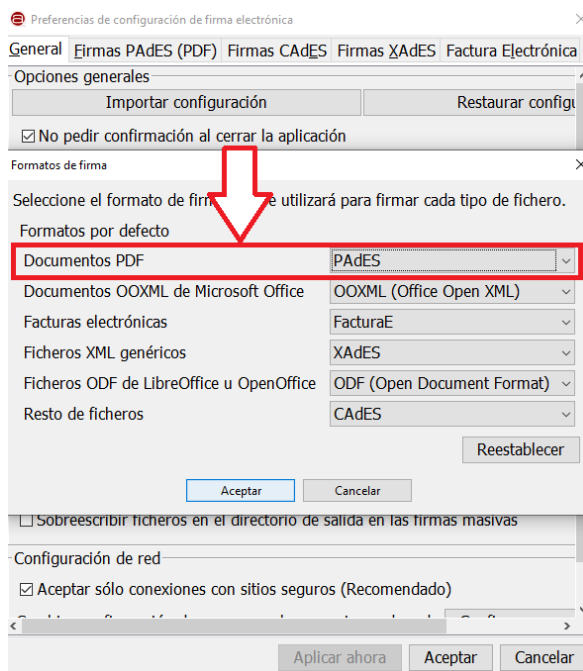 Preferencias de configuración de firma electrónica
General Firmas PAdES (PDF) Firmas CAdES Firmas XAdES Factura Electrónica
Opciones generales
Importar configuración Restaurar configu
No pedir confirmación al cerrar la aplicación
Formatos de firma
Seleccione el formato de fir e utilizará para firmar cada tipo de fichero.
Formatos por defecto
Documentos PDF PAdES
Documentos OOXML de Microsoft Office OOXML (Office Open XML)
Facturas electrónicas FacturaE
Ficheros XML genéricos XAdES
Ficheros ODF de LibreOffice u OpenOffice ODF (Open Document Format)
Resto de ficheros CAdES
Reestablecer
Aceptar Cancelar
Sobreescribir ficheros en el directorio de salida en las firmas masivas
Configuración de red
Aceptar sólo conexiones con sitios seguros (Recomendado)
Aplicar ahora Aceptar Cancelar